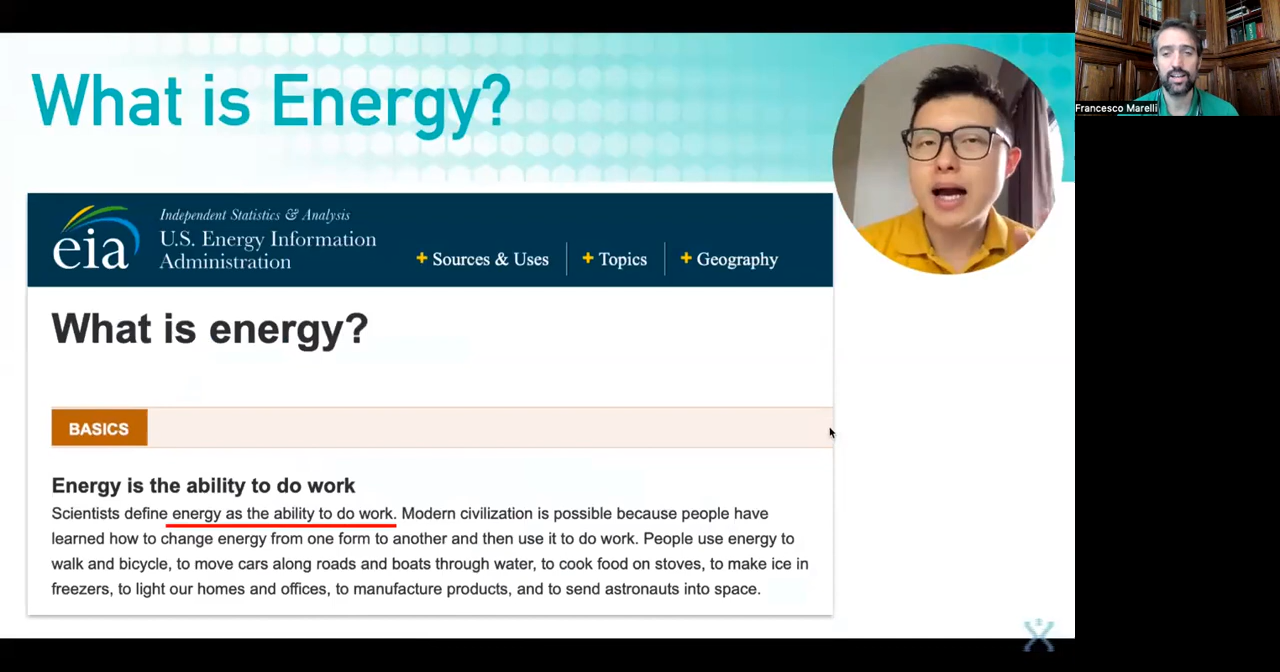 What is Energy?
Francesco Marelli
eia
Independent Statistics & Analysis
U.S. Energy Information
Administration
+ Sources & Uses
+ Topics
+ Geography
What is energy?
BASICS
Energy is the ability to do work
Scientists define energy as the ability to do work. Modern civilization is possible because people have
learned how to change energy from one form to another and then use it to do work. People use energy to
walk and bicycle, to move cars along roads and boats through water, to cook food on stoves, to make ice in
freezers, to light our homes and offices, to manufacture products, and to send astronauts into space.